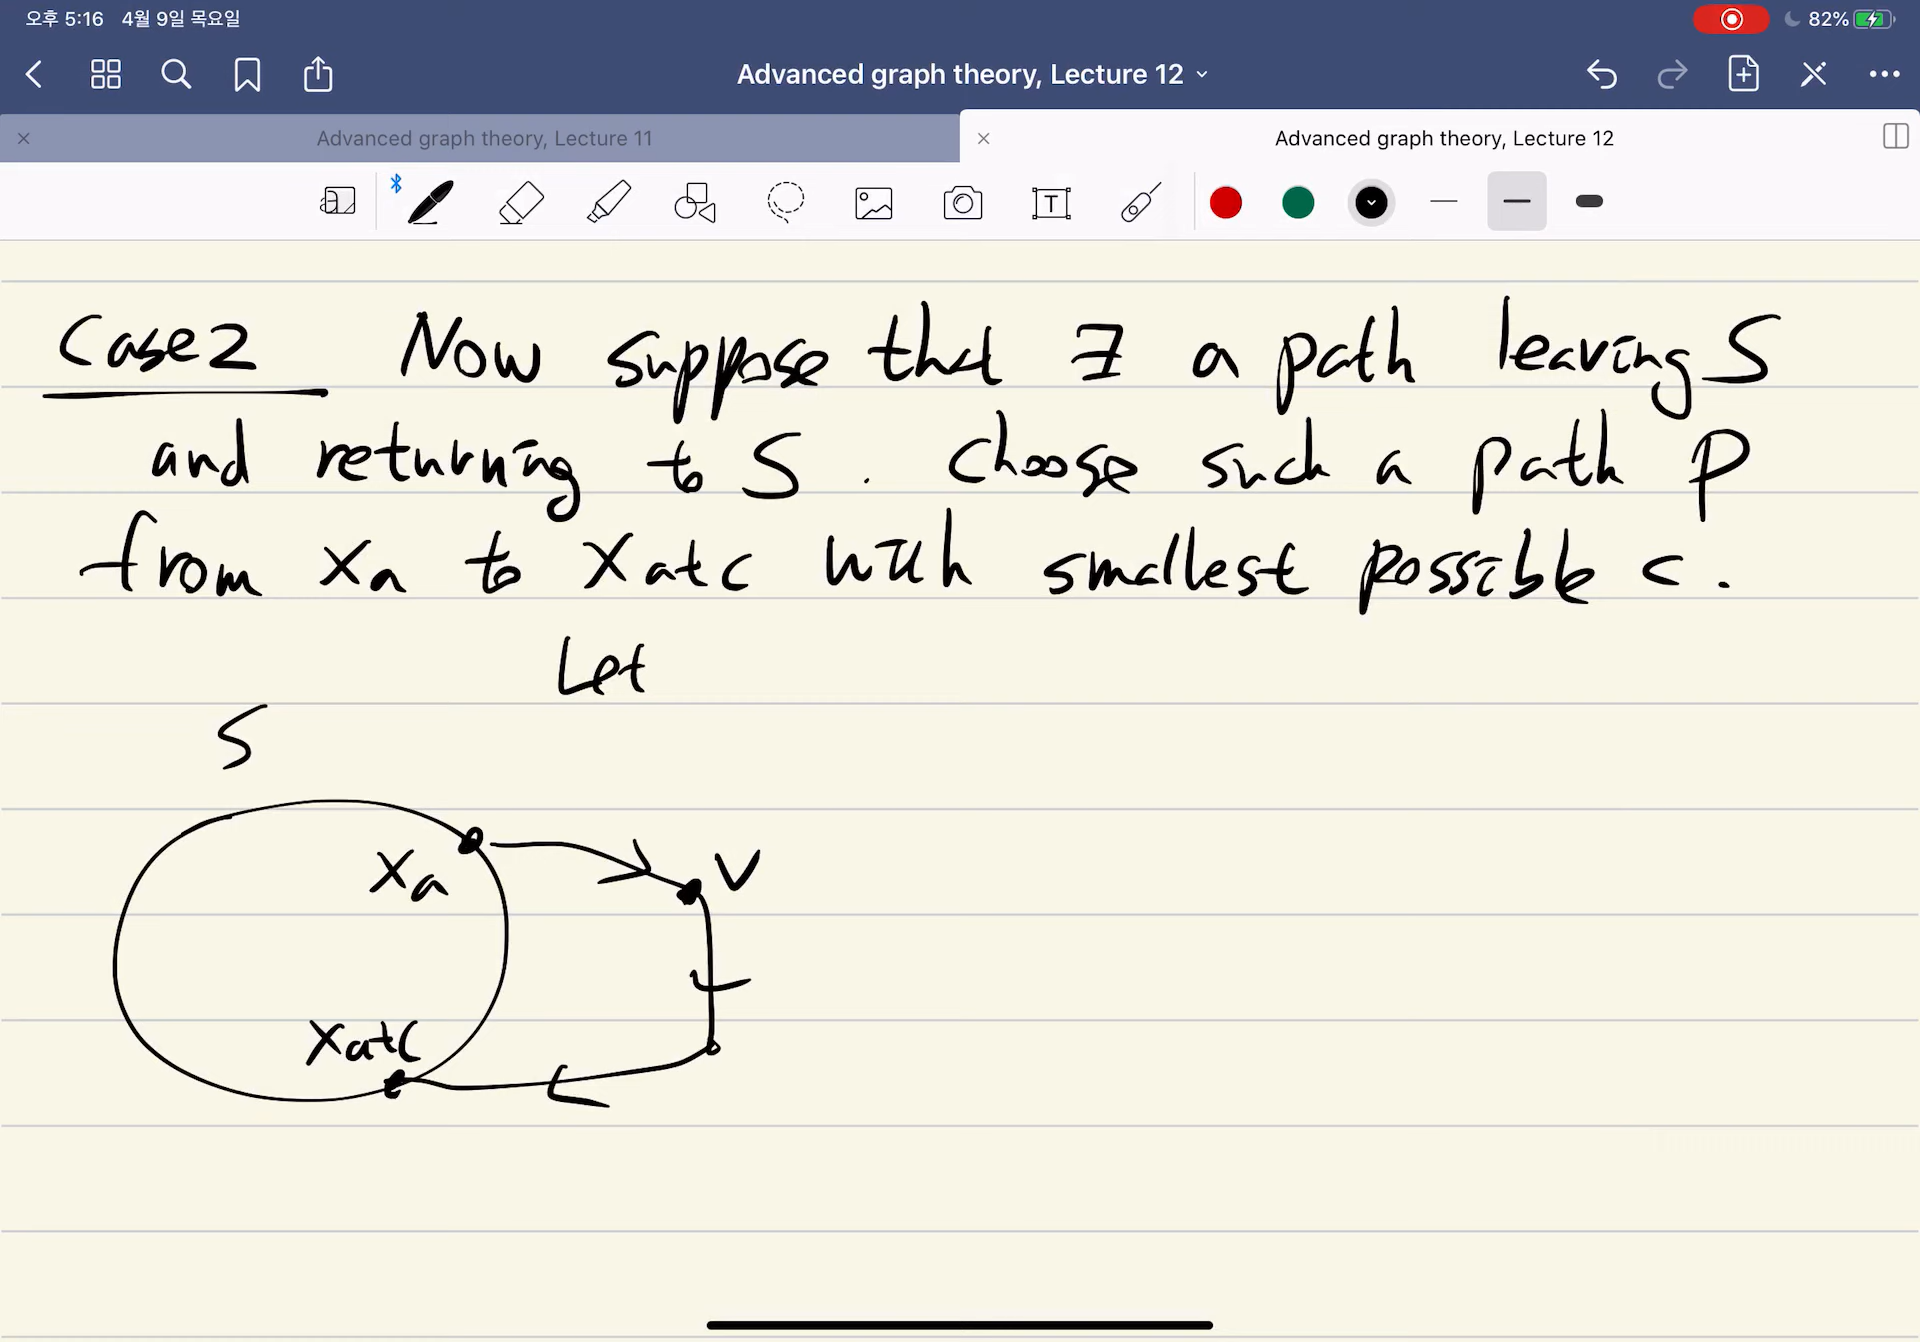 오후 5:16 4월 9일 목요일
82%
Advanced graph theory, Lecture 12
Advanced graph theory, Lecture 11
Advanced graph theory, Lecture 12
Case 2 Now suppose that ∃ a path leaving S
and returning to S. Choose such a path P
from Xa to Xa+c with smallest possible c.
Let
S
Xa
V
Xa+c